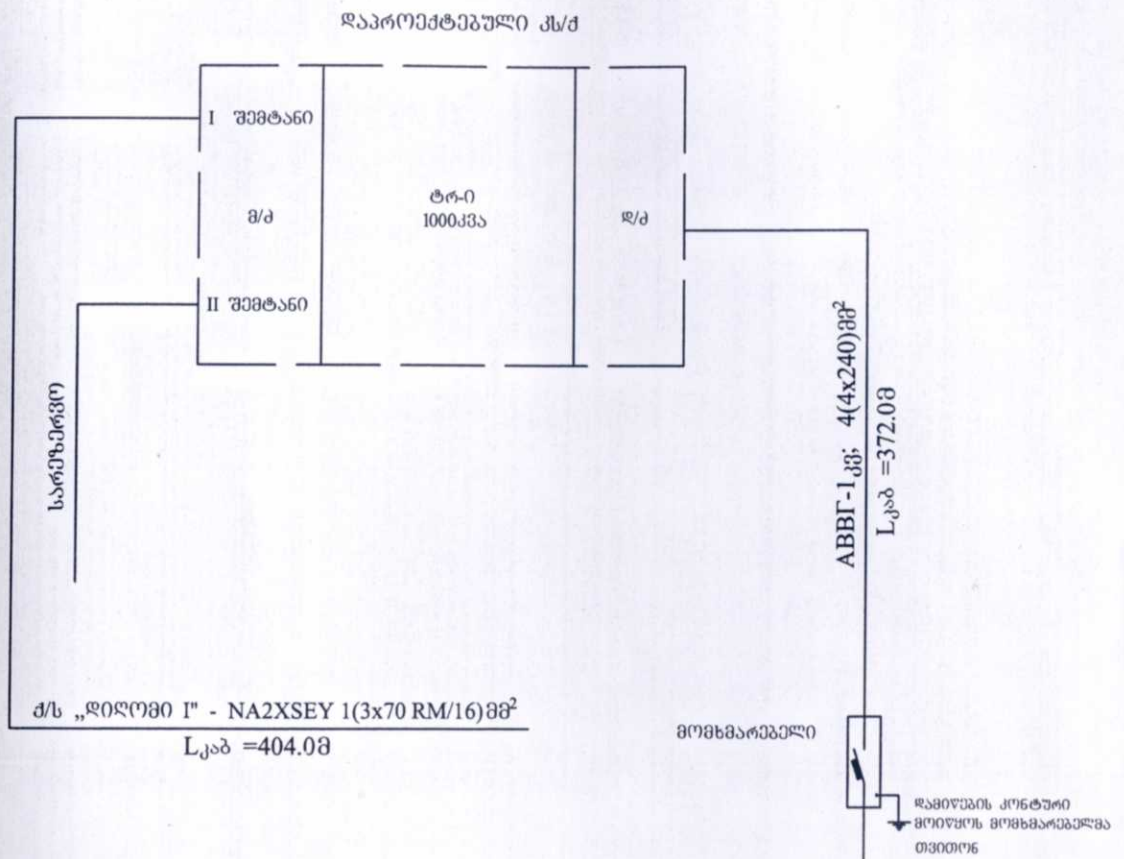 დაპროექტებული კს/ქ
I შემტანი
მ/ძ
ტრ-ი
1000კვა
დ/ძ
II შემტანი
სარეზერვო
АВВГ-1კვ; 4(4x240)მმ²
Lკაბ =372.0მ
ქ/ს „დიღომი I" - NA2XSEY 1(3x70 RM/16)მმ²
Lკაბ =404.0მ
მომხმარებელი
დამიწების კონტური
მოიწყოს მომხმარებელმა
თვითონ